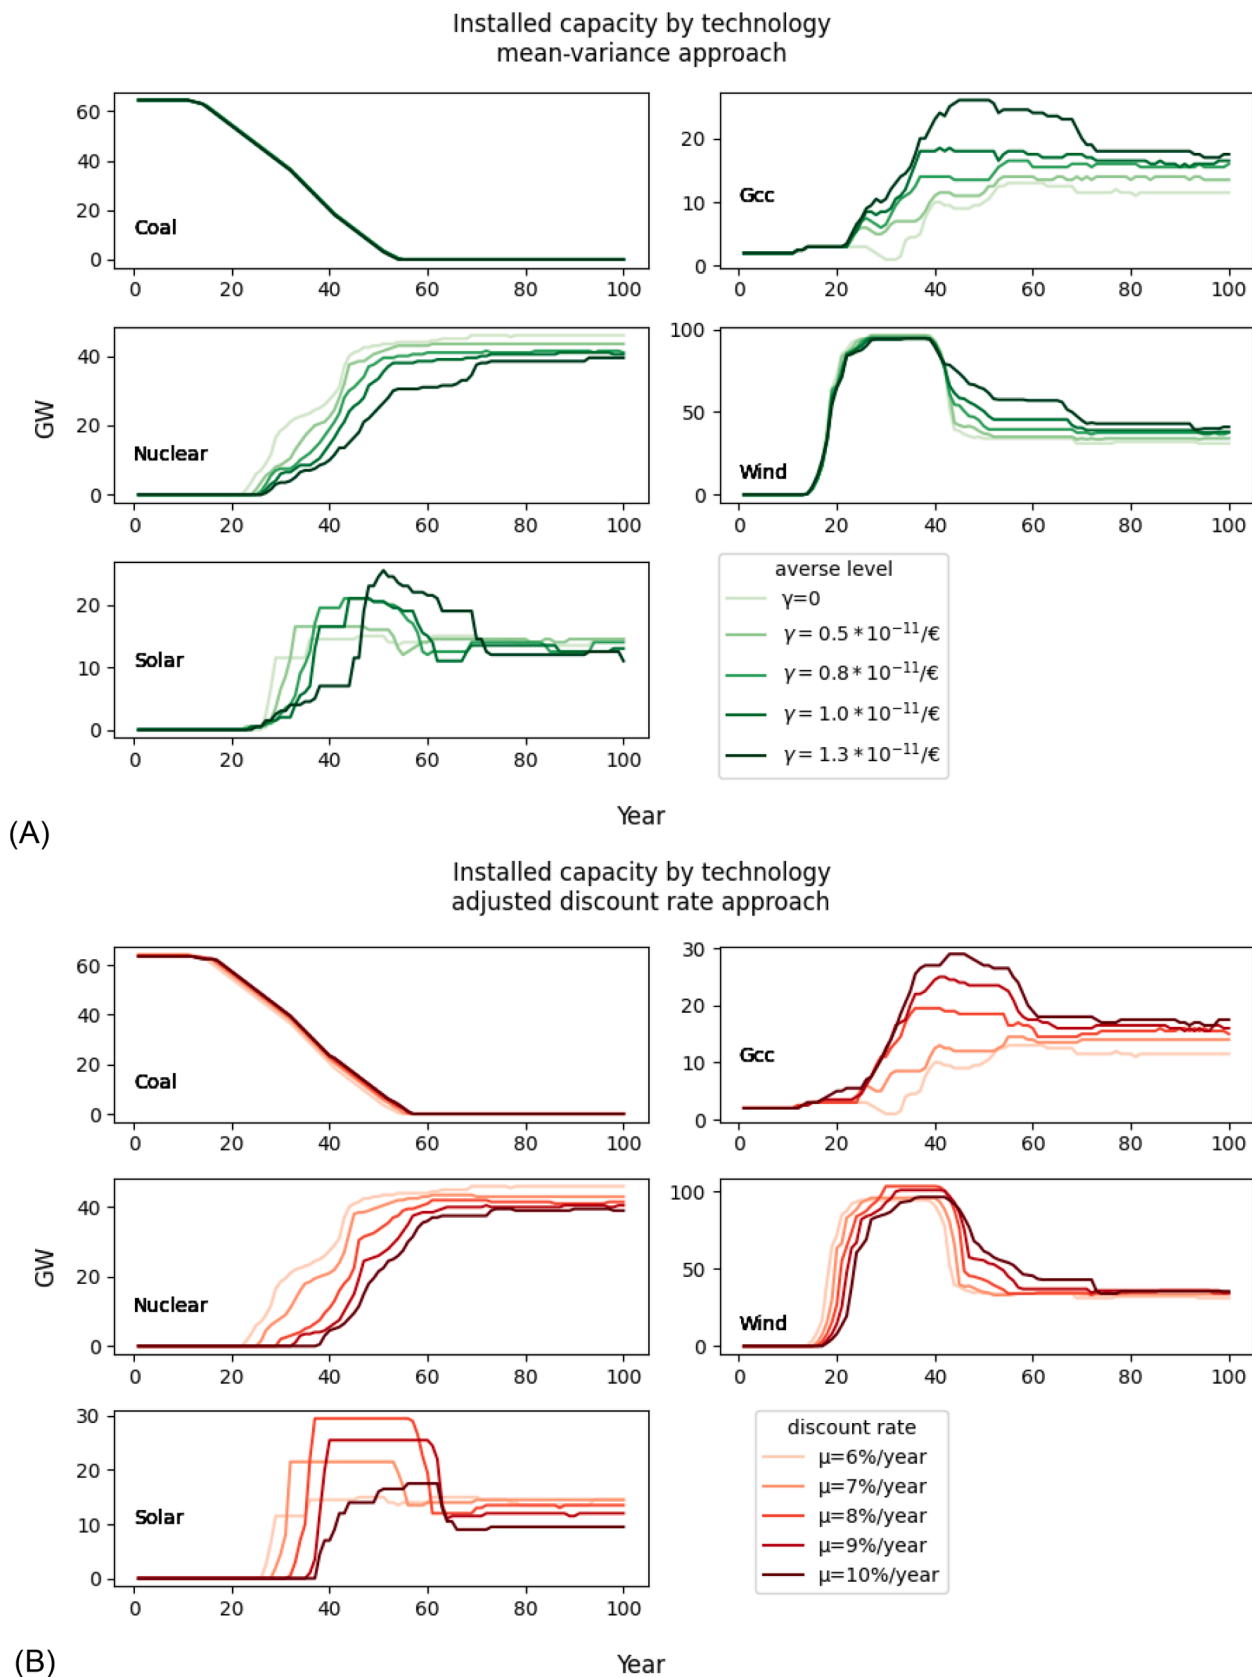 Installed capacity by technology
mean-variance approach
60
40
20
0
Coal
0 20 40 60 80 100
20
10
0
Gcc
0 20 40 60 80 100
40
20
0
Nuclear
0 20 40 60 80 100
100
50
0
Wind
0 20 40 60 80 100
GW
20
10
0
Solar
0 20 40 60 80 100
averse level
γ=0
γ = 0.5 * 10⁻¹¹/€
γ = 0.8 * 10⁻¹¹/€
γ = 1.0 * 10⁻¹¹/€
γ = 1.3 * 10⁻¹¹/€
Year
(A)
Installed capacity by technology
adjusted discount rate approach
60
40
20
0
Coal
0 20 40 60 80 100
30
20
10
0
Gcc
0 20 40 60 80 100
40
20
0
Nuclear
0 20 40 60 80 100
100
50
0
Wind
0 20 40 60 80 100
GW
30
20
10
0
Solar
0 20 40 60 80 100
discount rate
μ=6%/year
μ=7%/year
μ=8%/year
μ=9%/year
μ=10%/year
Year
(B)